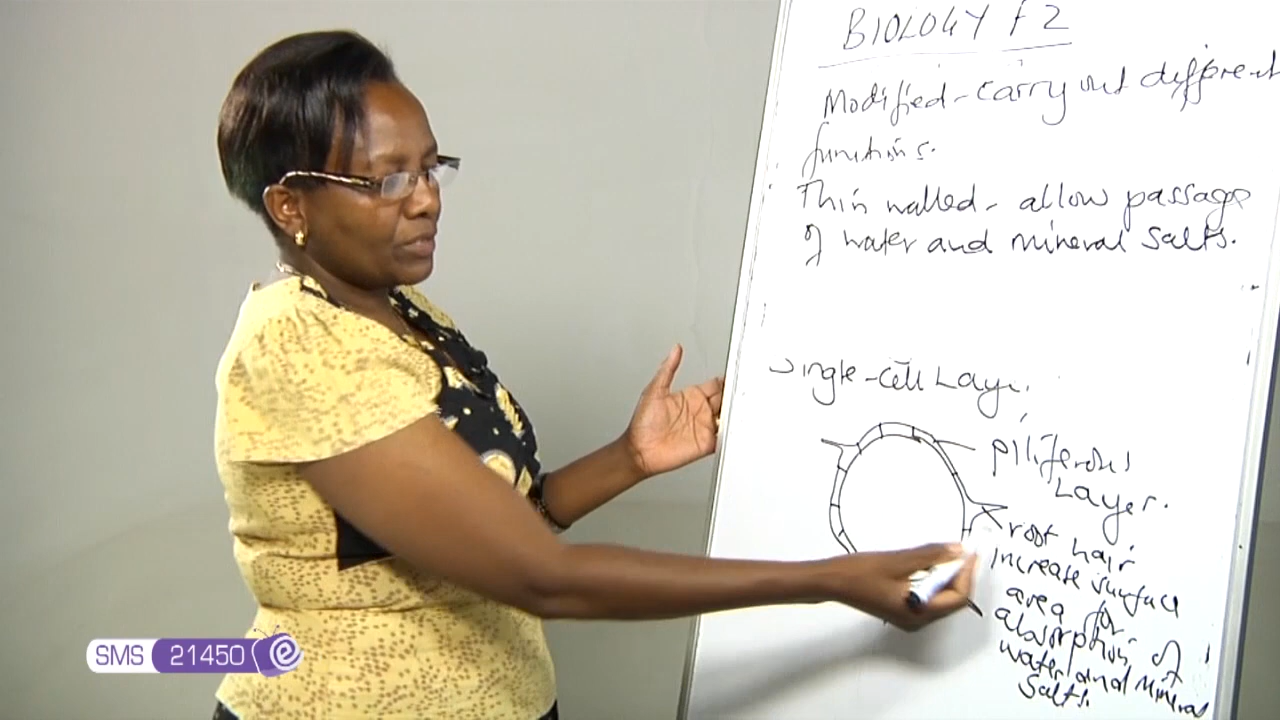 BIOLOGY F2
Modified - carry out different
functions.
Thin walled - allow passage
of water and mineral salts.
Single-cell Layer.
piliferous
Layer.
root hair
increase surface
area for
absorption of
water and mineral
salts.
SMS 21450 e